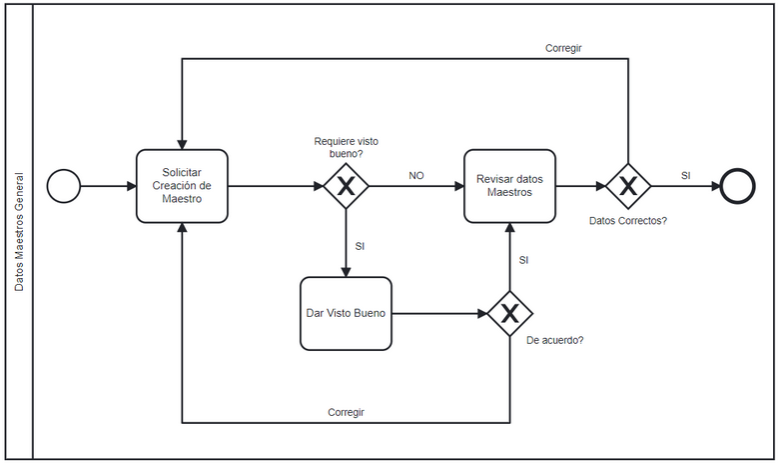 Datos Maestros General
Corregir
Requiere visto
bueno?
Solicitar
Creación de
Maestro
NO
Revisar datos
Maestros
SI
Datos Correctos?
SI
SI
Dar Visto Bueno
De acuerdo?
Corregir